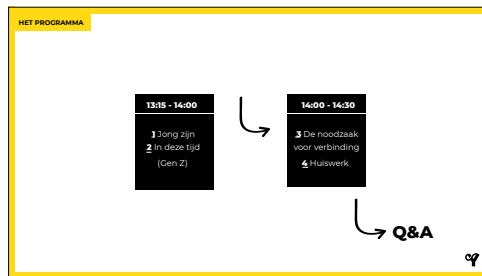 HET PROGRAMMA
13:15 - 14:00
1 Jong zijn
2 In deze tijd
(Gen Z)
14:00 - 14:30
3 De noodzaak
voor verbinding
4 Huiswerk
Q&A